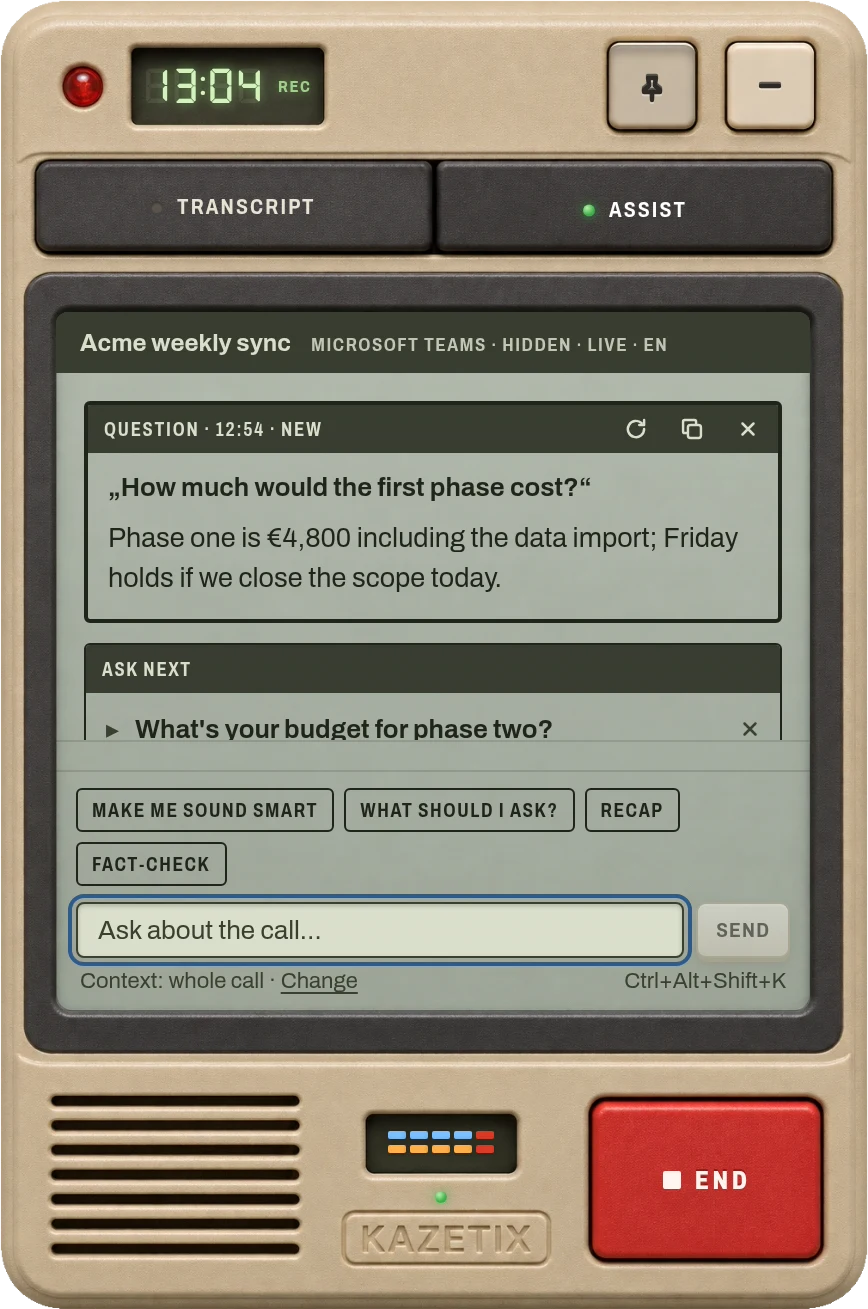 13:04 REC
TRANSCRIPT
ASSIST
Acme weekly sync MICROSOFT TEAMS · HIDDEN · LIVE · EN
QUESTION · 12:54 · NEW
„How much would the first phase cost?“
Phase one is €4,800 including the data import; Friday
holds if we close the scope today.
ASK NEXT
What's your budget for phase two?
MAKE ME SOUND SMART
WHAT SHOULD I ASK?
RECAP
FACT-CHECK
Ask about the call...
SEND
Context: whole call · Change
Ctrl+Alt+Shift+K
END
KAZETIX